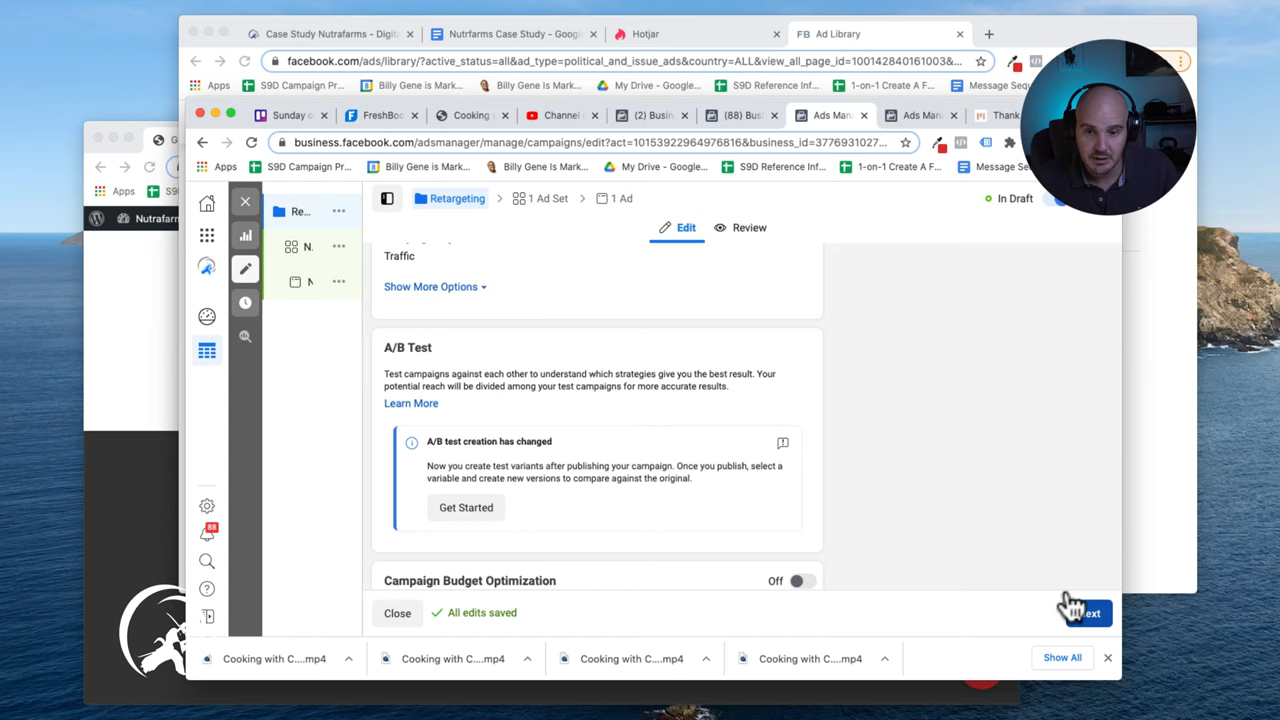 Case Study Nutrafarms - Digit
Nutrfarms Case Study - Google
Hotjar
FB Ad Library
facebook.com/ads/library/?active_status=all&ad_type=political_and_issue_ads&country=ALL&view_all_page_id=100142840161003&...
Apps
S9D Campaign Pro...
Billy Gene is Mark...
Billy Gene Is Marke...
My Drive - Google...
S9D Reference Inf...
1-on-1 Create A F...
Message Seq
Sunday
FreshBoo
Cooking
Channel c
(2) Busin
(88) Busi
Ads Man
Ads Man
Thank
business.facebook.com/adsmanager/manage/campaigns/edit?act=10153922964976816&business_id=3776931027...
Apps
S9D Campaign Pr...
Billy Gene is Mark...
Billy Gene Is Mark...
My Drive - Google...
S9D Reference Inf...
1-on-1 Create A F...
Message Seq
Apps
S9
Nutrafarm
Re...
N.
N
88
Retargeting
1 Ad Set
1 Ad
In Draft
Edit
Review
Traffic
Show More Options
A/B Test
Test campaigns against each other to understand which strategies give you the best result. Your
potential reach will be divided among your test campaigns for more accurate results.
Learn More
A/B test creation has changed
Now you create test variants after publishing your campaign. Once you publish, select a
variable and create new versions to compare against the original.
Get Started
Campaign Budget Optimization
Off
Close
All edits saved
ext
Cooking with C....mp4
Cooking with C....mp4
Cooking with C....mp4
Cooking with C....mp4
Show All